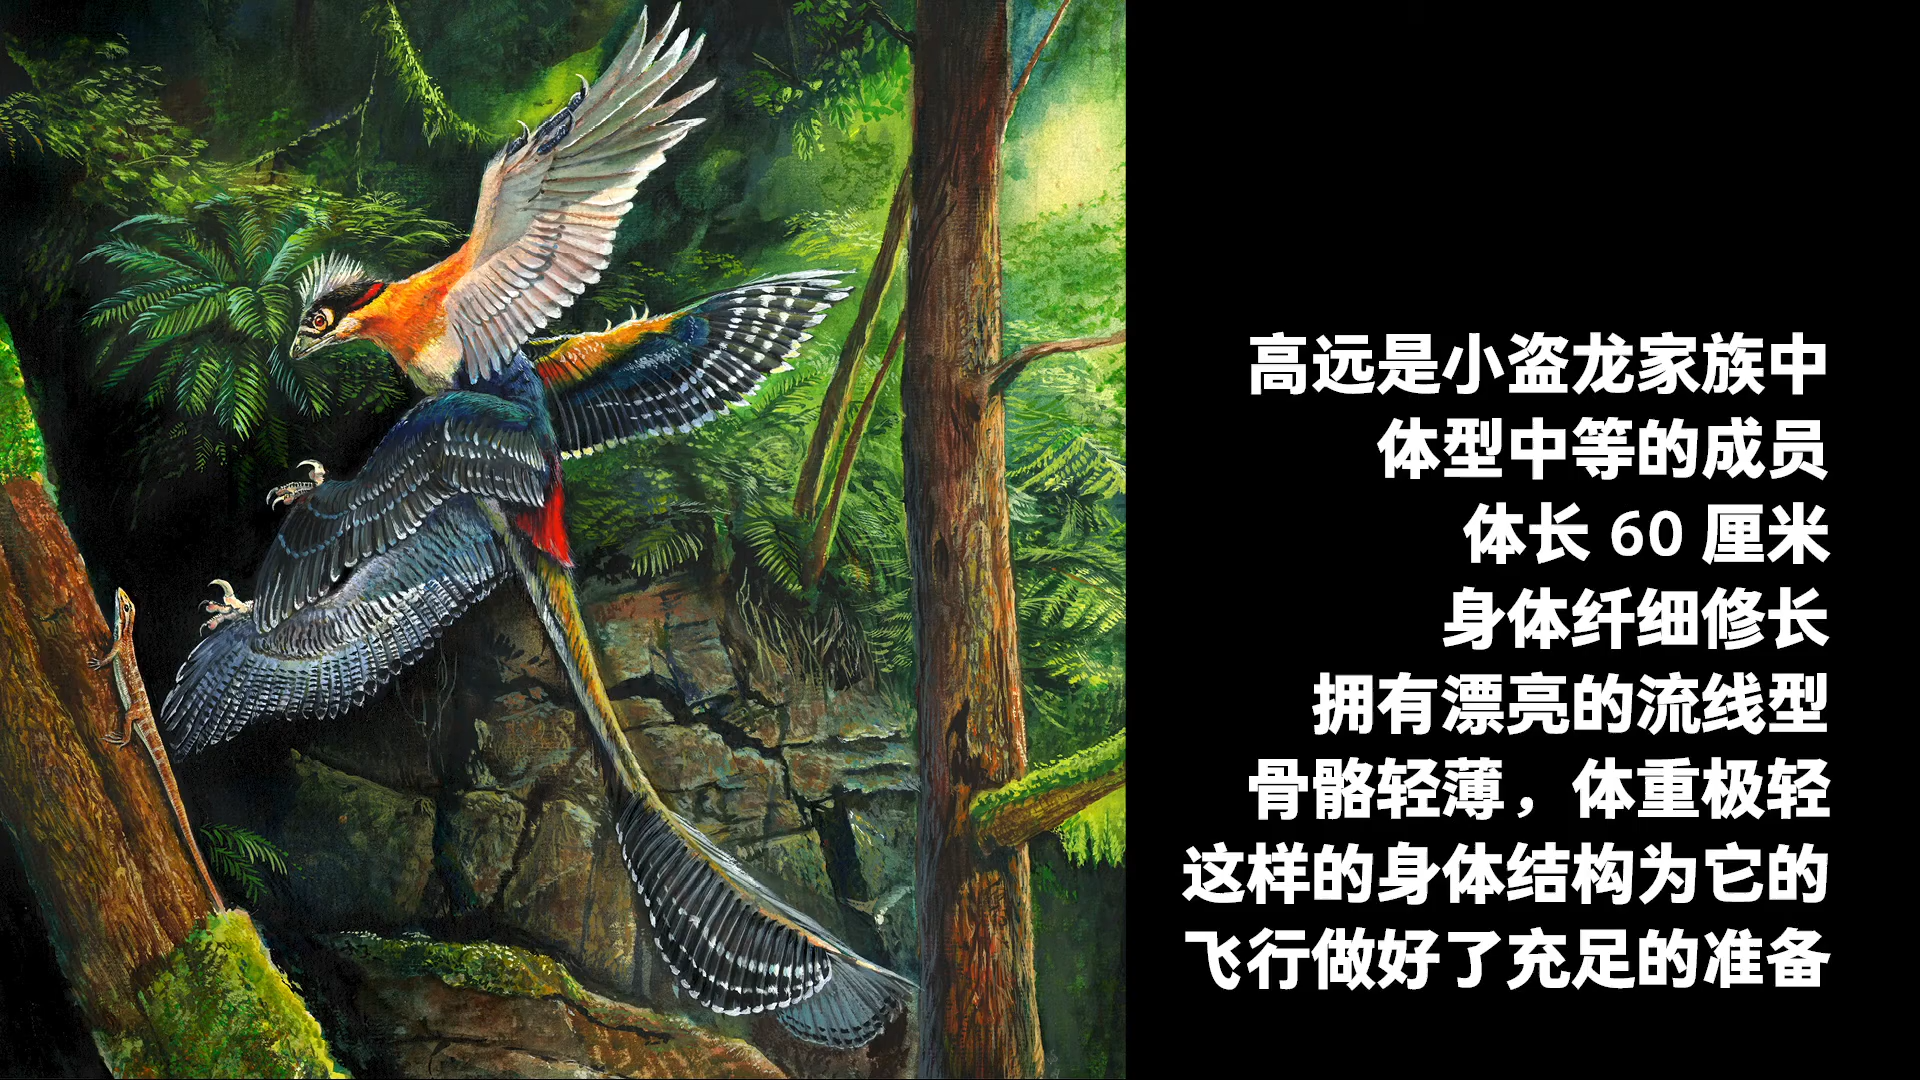 高远是小盗龙家族中
体型中等的成员
体长 60 厘米
身体纤细修长
拥有漂亮的流线型
骨骼轻薄，体重极轻
这样的身体结构为它的
飞行做好了充足的准备